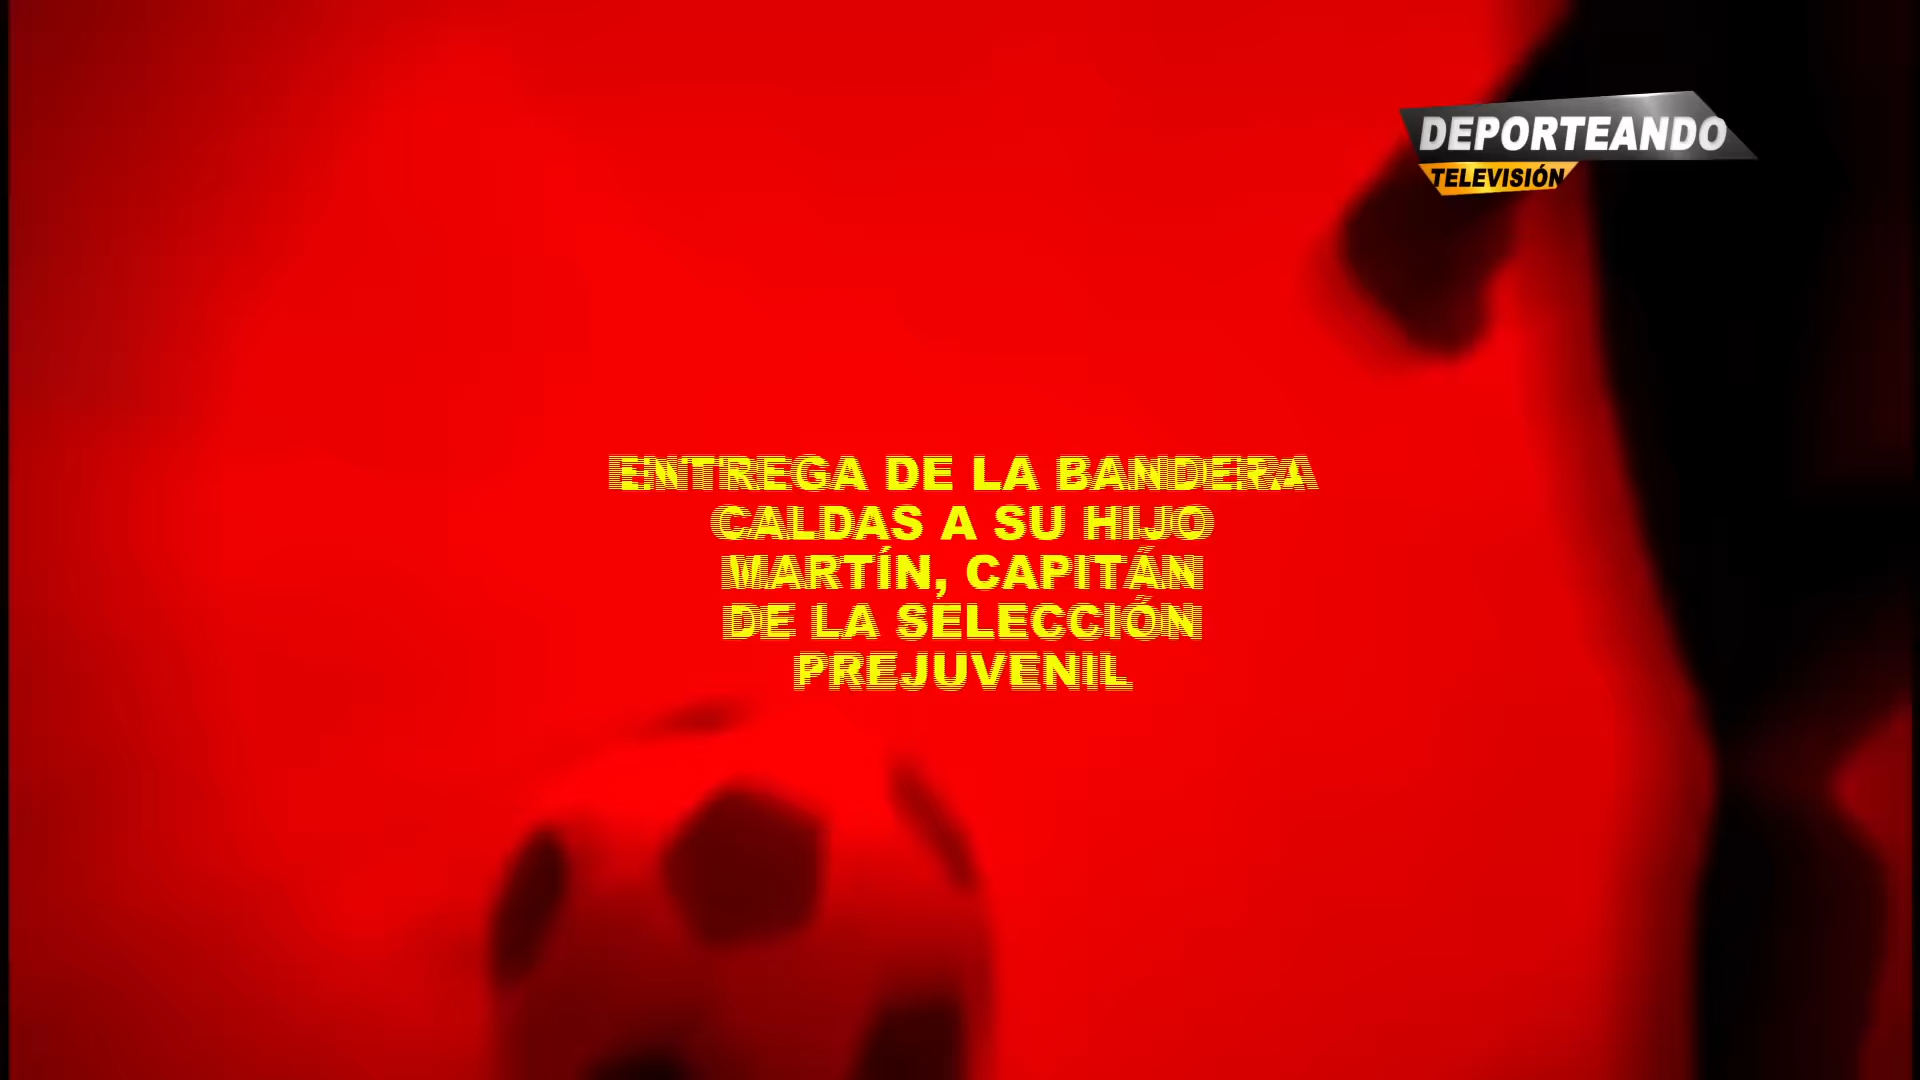 DEPORTEANDO
TELEVISIÓN
ENTREGA DE LA BANDERA
CALDAS A SU HIJO
MARTÍN, CAPITÁN
DE LA SELECCIÓN
PREJUVENIL